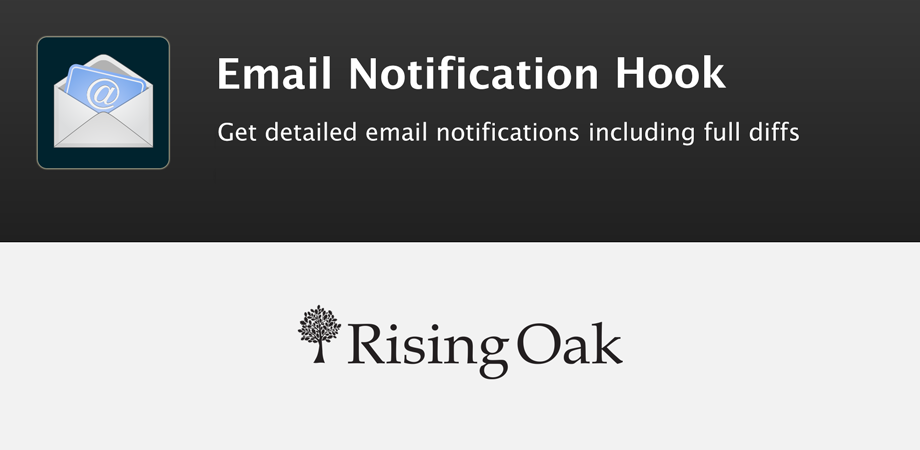 Email Notification Hook
Get detailed email notifications including full diffs
@
Rising Oak